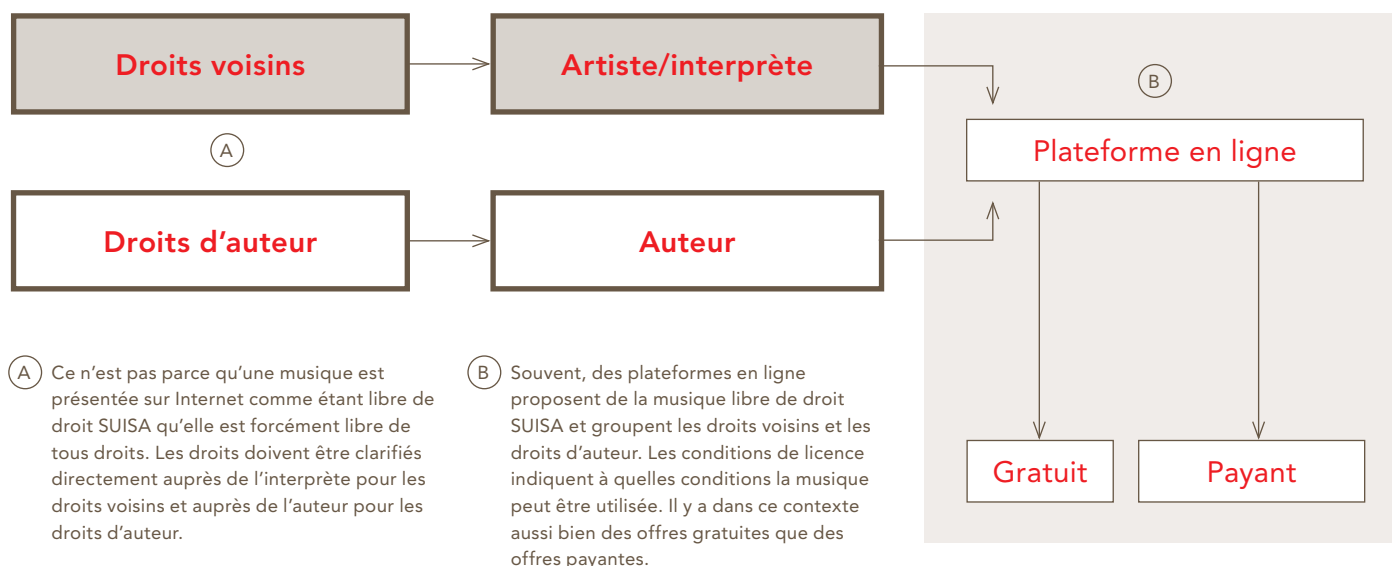 Droits voisins
Artiste/interprète
B
Plateforme en ligne
A
Droits d’auteur
Auteur
Gratuit
Payant
A
Ce n’est pas parce qu’une musique est
présentée sur Internet comme étant libre de
droit SUISA qu’elle est forcément libre de
tous droits. Les droits doivent être clarifiés
directement auprès de l’interprète pour les
droits voisins et auprès de l’auteur pour les
droits d’auteur.
B
Souvent, des plateformes en ligne
proposent de la musique libre de droit
SUISA et groupent les droits voisins et les
droits d’auteur. Les conditions de licence
indiquent à quelles conditions la musique
peut être utilisée. Il y a dans ce contexte
aussi bien des offres gratuites que des
offres payantes.